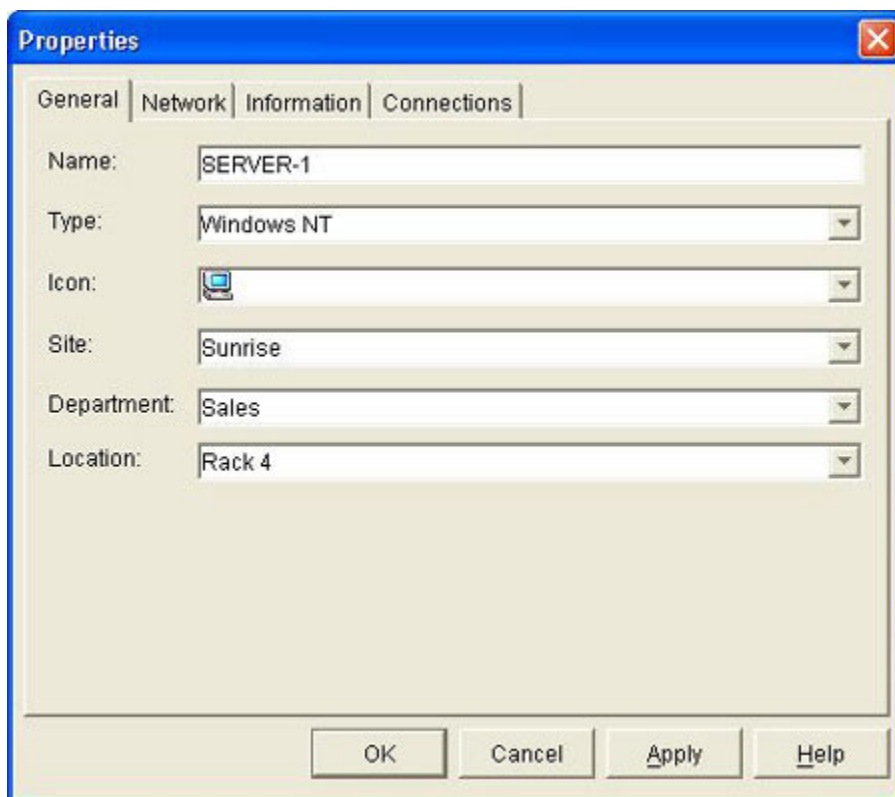 Properties
General Network Information Connections
Name: SERVER-1
Type: Windows NT
Icon:
Site: Sunrise
Department: Sales
Location: Rack 4
OK Cancel Apply Help